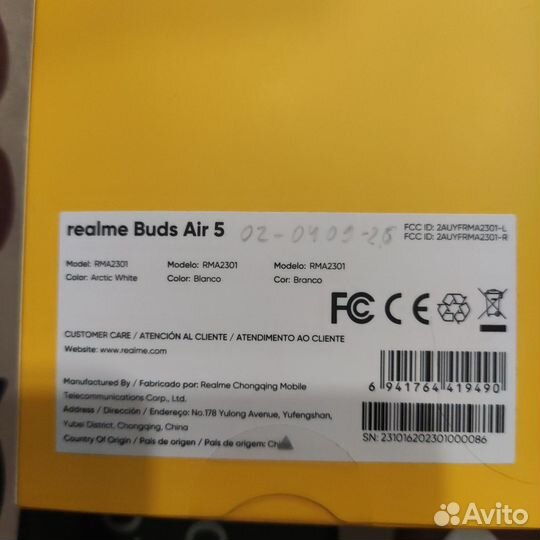 realme Buds Air 5
02-0409-25
FCC ID: 2AUYFRMA2301-L
FCC ID: 2AUYFRMA2301-R
Model: RMA2301
Modelo: RMA2301
Modelo: RMA2301
Color: Arctic White
Color: Blanco
Cor: Branco
FC CE
CUSTOMER CARE / ATENCIÓN AL CLIENTE / ATENDIMENTO AO CLIENTE
Website: www.realme.com
6 941764 419490
Manufactured By / Fabricado por: Realme Chongqing Mobile
Telecommunications Corp., Ltd.
Address / Dirección / Endereço: No.178 Yulong Avenue, Yufengshan,
Yubei District, Chongqing, China
Country Of Origin / País de origen / País de origem:
SN: 231016202301000086
Avito